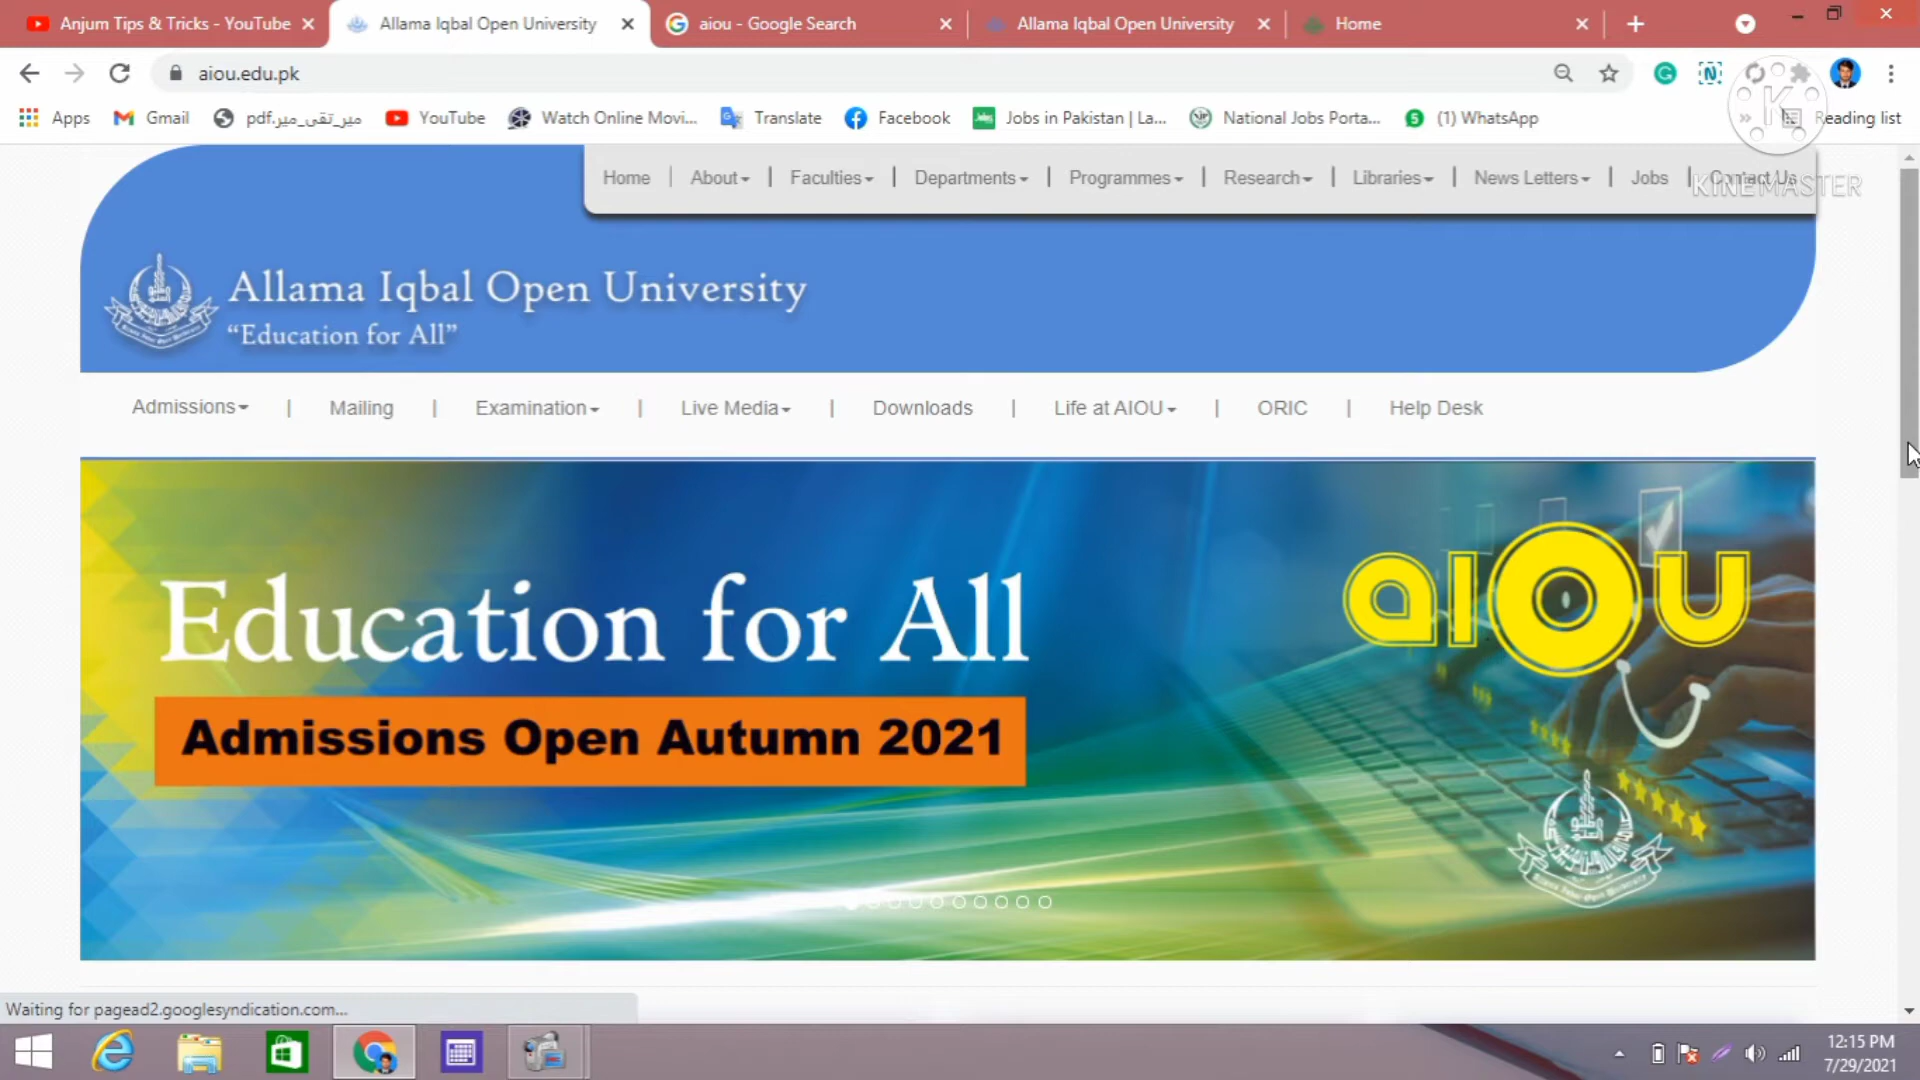 Anjum Tips & Tricks - YouTube
Allama Iqbal Open University
aiou - Google Search
Allama Iqbal Open University
Home
aiou.edu.pk
Apps
Gmail
میر_تقی_میر.pdf
YouTube
Watch Online Movi...
Translate
Facebook
Jobs in Pakistan | La...
National Jobs Porta...
(1) WhatsApp
Reading list
Home | About | Faculties | Departments | Programmes | Research | Libraries | News Letters | Jobs | Contact Us
KINEMASTER
Allama Iqbal Open University
“Education for All”
Admissions | Mailing | Examination | Live Media | Downloads | Life at AIOU | ORIC | Help Desk
Education for All
aiou
Admissions Open Autumn 2021
Waiting for pagead2.googlesyndication.com...
12:15 PM
7/29/2021